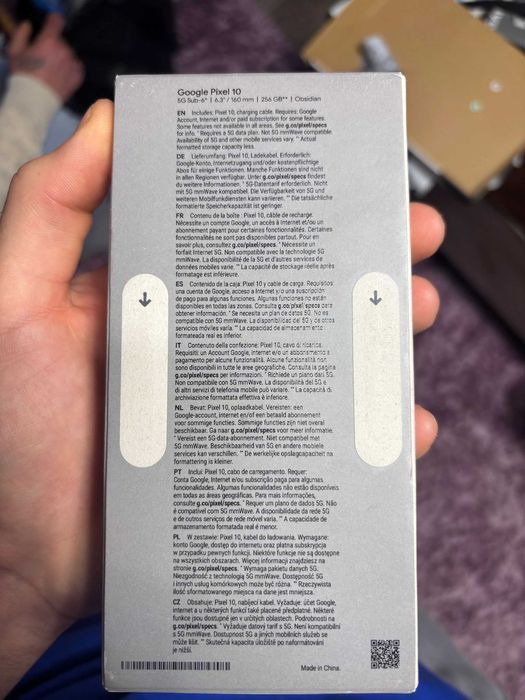 Google Pixel 10
5G Sub-6* | 6.3" / 160 mm | 256 GB** | Obsidian
EN Includes: Pixel 10, charging cable. Requires: Google
Account, Internet and/or paid subscription for some features.
Some features not available in all areas. See g.co/pixel/specs
for info. * Requires a 5G data plan. Not 5G mmWave compatible.
Availability of 5G and other mobile services vary. ** Actual
formatted storage capacity less.
DE Lieferumfang: Pixel 10, Ladekabel. Erforderlich:
Google-Konto, Internetzugang und/oder kostenpflichtige
Abos für einige Funktionen. Manche Funktionen sind nicht
in allen Regionen verfügbar. Unter g.co/pixel/specs findest
du weitere Informationen. * 5G-Datentarif erforderlich. Nicht
mit 5G mmWave kompatibel. Die Verfügbarkeit von 5G und
weiteren Mobilfunkdiensten kann variieren. ** Die tatsächliche
formatierte Speicherkapazität ist geringer.
FR Contenu de la boîte : Pixel 10, câble de recharge.
Nécessite un compte Google, un accès à Internet et/ou un
abonnement payant pour certaines fonctionnalités. Certaines
fonctionnalités ne sont pas disponibles partout. Pour en
savoir plus, consultez g.co/pixel/specs. * Nécessite un
forfait Internet 5G. Non compatible avec la technologie 5G
mmWave. La disponibilité de la 5G et d'autres services de
données mobiles varie. ** La capacité de stockage réelle après
formatage est inférieure.
ES Contenido de la caja: Pixel 10 y cable de carga. Requisitos:
una cuenta de Google, acceso a Internet y/o una suscripción
de pago para algunas funciones. Algunas funciones no están
disponibles en todas las zonas. Consulta g.co/pixel/specs para
obtener información. * Se necesita un plan de datos 5G. No es
compatible con 5G mmWave. La disponibilidad del 5G y de otros
servicios móviles varía. ** La capacidad de almacenamiento
formateada real es inferior.
IT Contenuto della confezione: Pixel 10, cavo di ricarica.
Requisiti: un Account Google, Internet e/o un abbonamento a
pagamento per alcune funzionalità. Alcune funzionalità non
sono disponibili in tutte le aree geografiche. Consulta la pagina
g.co/pixel/specs per informazioni. * Richiede un piano dati 5G.
Non compatibile con 5G mmWave. La disponibilità del 5G e
di altri servizi di telefonia mobile può variare. ** La capacità di
archiviazione formattata effettiva è inferiore.
NL Bevat: Pixel 10, oplaadkabel. Vereisten: een
Google-account, internet en/of een betaald abonnement
voor sommige functies. Sommige functies zijn niet overal
beschikbaar. Ga naar g.co/pixel/specs voor meer informatie.
* Vereist een 5G-data-abonnement. Niet compatibel met
5G mmWave. Beschikbaarheid van 5G en andere mobiele
services kan verschillen. ** De werkelijke opslagcapaciteit na
formattering is kleiner.
PT Inclui: Pixel 10, cabo de carregamento. Requer:
Conta Google, Internet e/ou subscrição paga para algumas
funcionalidades. Algumas funcionalidades não estão disponíveis
em todas as áreas geográficas. Para mais informações,
consulte g.co/pixel/specs. * Requer um plano de dados 5G. Não
é compatível com 5G mmWave. A disponibilidade da rede 5G
e de outros serviços de rede móvel varia. ** A capacidade de
armazenamento formatada real é menor.
PL W zestawie: Pixel 10, kabel do ładowania. Wymagane:
konto Google, dostęp do internetu oraz płatna subskrypcja
w przypadku pewnych funkcji. Niektóre funkcje nie są dostępne
na wszystkich obszarach. Więcej informacji znajdziesz na
stronie g.co/pixel/specs. * Wymaga pakietu danych 5G.
Niezgodność z technologią 5G mmWave. Dostępność 5G
i innych usług komórkowych może być różna. ** Rzeczywista
ilość sformatowanego miejsca na dane jest mniejsza.
CZ Obsahuje: Pixel 10, nabíjecí kabel. Vyžaduje: účet Google,
internet a u některých funkcí také placené předplatné. Některé
funkce jsou dostupné jen v určitých oblastech. Podrobnosti na
g.co/pixel/specs. * Vyžaduje datový tarif s 5G. Není kompatibilní
s 5G mmWave. Dostupnost 5G a jiných mobilních služeb se
může lišit. ** Skutečná kapacita úložiště po naformátování
je nižší.
Made in China.